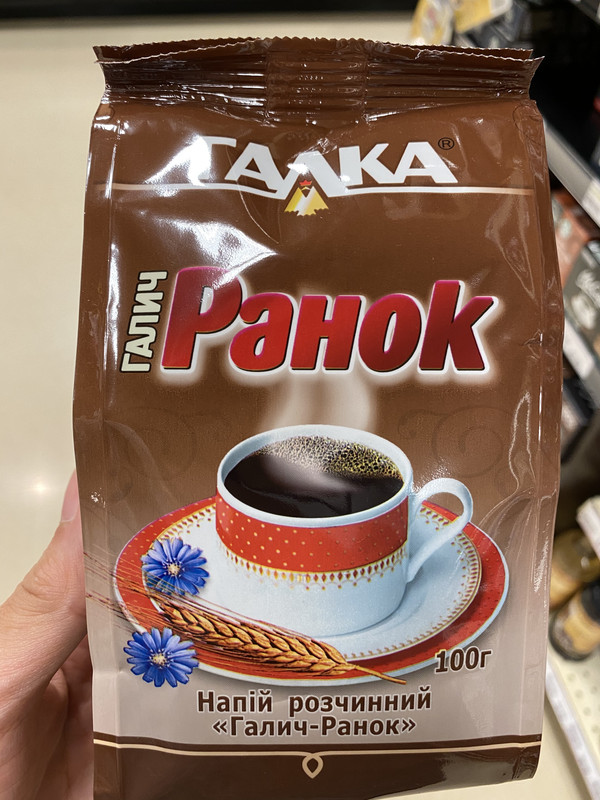 ГАЛКА®
ГАЛИЧ
Ранок
100г
Напій розчинний
«Галич-Ранок»